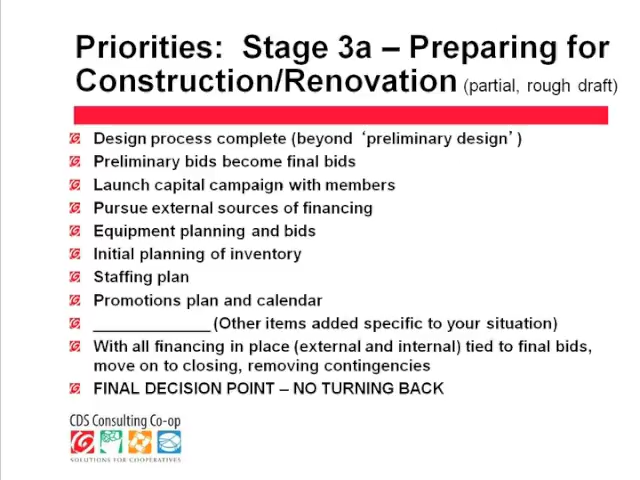 Priorities:  Stage 3a – Preparing for
Construction/Renovation (partial, rough draft)
Design process complete (beyond ‘preliminary design’)
Preliminary bids become final bids
Launch capital campaign with members
Pursue external sources of financing
Equipment planning and bids
Initial planning of inventory
Staffing plan
Promotions plan and calendar
_____________ (Other items added specific to your situation)
With all financing in place (external and internal) tied to final bids,
move on to closing, removing contingencies
FINAL DECISION POINT – NO TURNING BACK
CDS Consulting Co-op
SOLUTIONS FOR COOPERATIVES